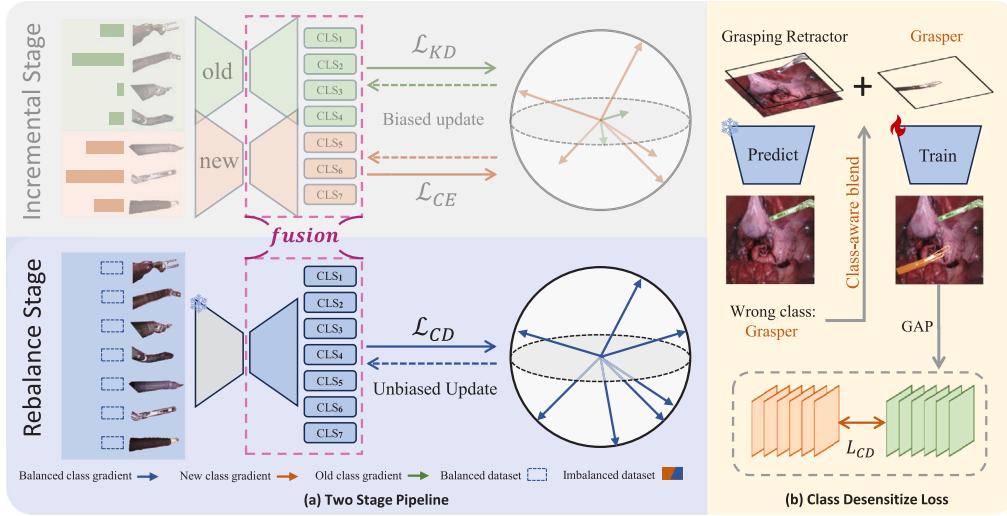 Incremental Stage
old
new
CLS1
CLS2
CLS3
CLS4
CLS5
CLS6
CLS7
ℒKD
Biased update
ℒCE
fusion
Rebalance Stage
CLS1
CLS2
CLS3
CLS4
CLS5
CLS6
CLS7
ℒCD
Unbiased Update
Balanced class gradient
New class gradient
Old class gradient
Balanced dataset
Imbalanced dataset
(a) Two Stage Pipeline
Grasping Retractor
Grasper
+
Predict
Train
Class-aware blend
Wrong class:
Grasper
GAP
LCD
(b) Class Desensitize Loss